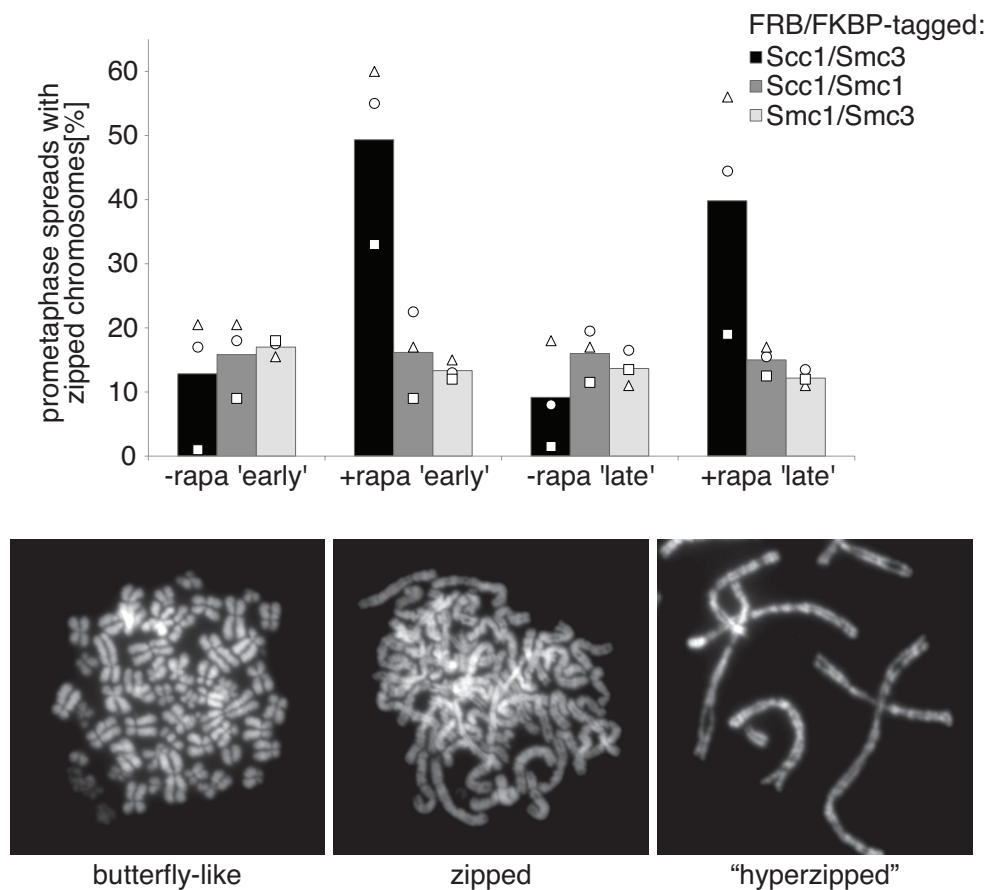 FRB/FKBP-tagged:
Scc1/Smc3
Scc1/Smc1
Smc1/Smc3
prometaphase spreads with
zipped chromosomes[%]
60
50
40
30
20
10
0
-rapa 'early'
+rapa 'early'
-rapa 'late'
+rapa 'late'
butterfly-like
zipped
“hyperzipped”